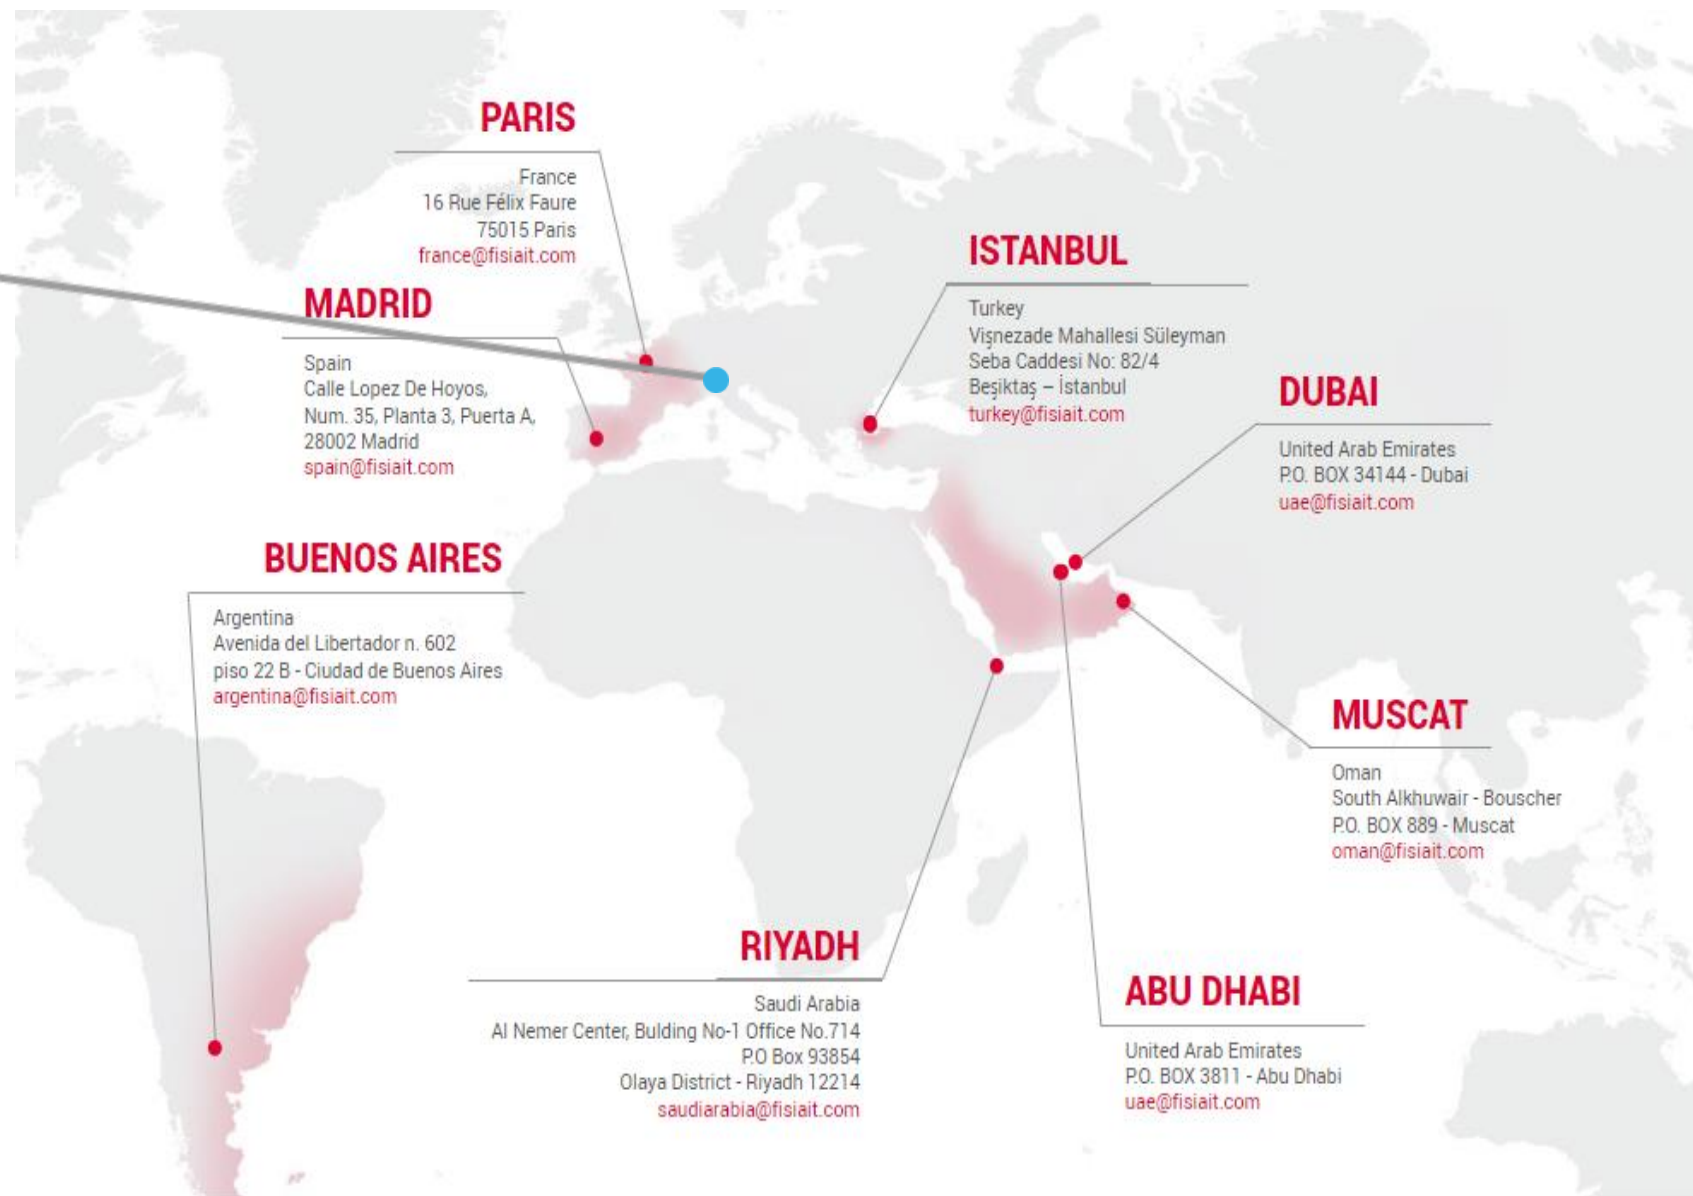 PARIS
France
16 Rue Félix Faure
75015 Paris
france@fisiait.com
MADRID
Spain
Calle Lopez De Hoyos,
Num. 35, Planta 3, Puerta A,
28002 Madrid
spain@fisiait.com
ISTANBUL
Turkey
Vişnezade Mahallesi Süleyman
Seba Caddesi No: 82/4
Beşiktaş – İstanbul
turkey@fisiait.com
DUBAI
United Arab Emirates
P.O. BOX 34144 - Dubai
uae@fisiait.com
BUENOS AIRES
Argentina
Avenida del Libertador n. 602
piso 22 B - Ciudad de Buenos Aires
argentina@fisiait.com
MUSCAT
Oman
South Alkhuwair - Bouscher
P.O. BOX 889 - Muscat
oman@fisiait.com
RIYADH
Saudi Arabia
Al Nemer Center, Bulding No-1 Office No.714
P.O Box 93854
Olaya District - Riyadh 12214
saudiarabia@fisiait.com
ABU DHABI
United Arab Emirates
P.O. BOX 3811 - Abu Dhabi
uae@fisiait.com